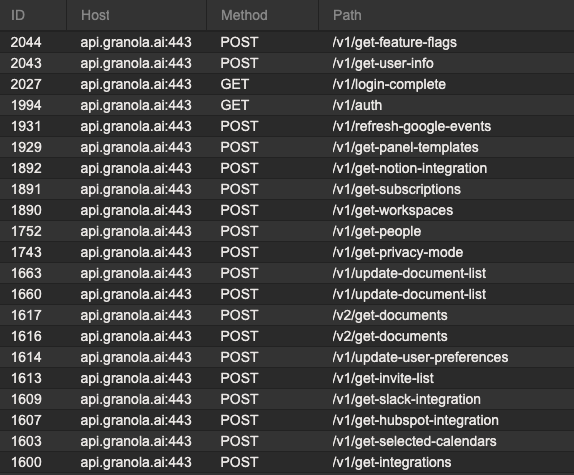 ID Host Method Path
2044 api.granola.ai:443 POST /v1/get-feature-flags
2043 api.granola.ai:443 POST /v1/get-user-info
2027 api.granola.ai:443 GET /v1/login-complete
1994 api.granola.ai:443 GET /v1/auth
1931 api.granola.ai:443 POST /v1/refresh-google-events
1929 api.granola.ai:443 POST /v1/get-panel-templates
1892 api.granola.ai:443 POST /v1/get-notion-integration
1891 api.granola.ai:443 POST /v1/get-subscriptions
1890 api.granola.ai:443 POST /v1/get-workspaces
1752 api.granola.ai:443 POST /v1/get-people
1743 api.granola.ai:443 POST /v1/get-privacy-mode
1663 api.granola.ai:443 POST /v1/update-document-list
1660 api.granola.ai:443 POST /v1/update-document-list
1617 api.granola.ai:443 POST /v2/get-documents
1616 api.granola.ai:443 POST /v2/get-documents
1614 api.granola.ai:443 POST /v1/update-user-preferences
1613 api.granola.ai:443 POST /v1/get-invite-list
1609 api.granola.ai:443 POST /v1/get-slack-integration
1607 api.granola.ai:443 POST /v1/get-hubspot-integration
1603 api.granola.ai:443 POST /v1/get-selected-calendars
1600 api.granola.ai:443 POST /v1/get-integrations